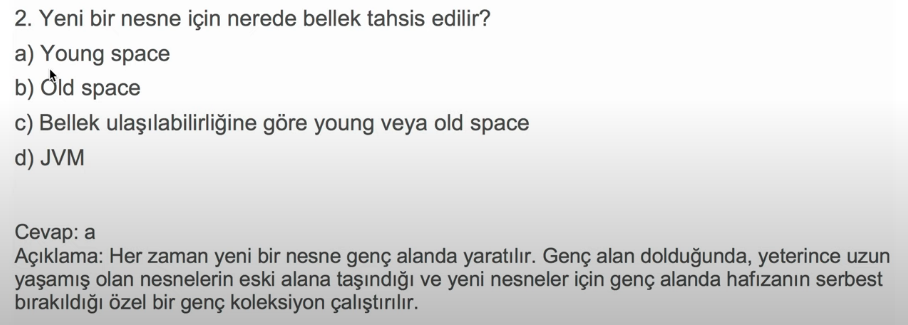 2. Yeni bir nesne için nerede bellek tahsis edilir?
a) Young space
b) Old space
c) Bellek ulaşılabilirliğine göre young veya old space
d) JVM
Cevap: a
Açıklama: Her zaman yeni bir nesne genç alanda yaratılır. Genç alan dolduğunda, yeterince uzun
yaşamış olan nesnelerin eski alana taşındığı ve yeni nesneler için genç alanda hafızanın serbest
bırakıldığı özel bir genç koleksiyon çalıştırılır.